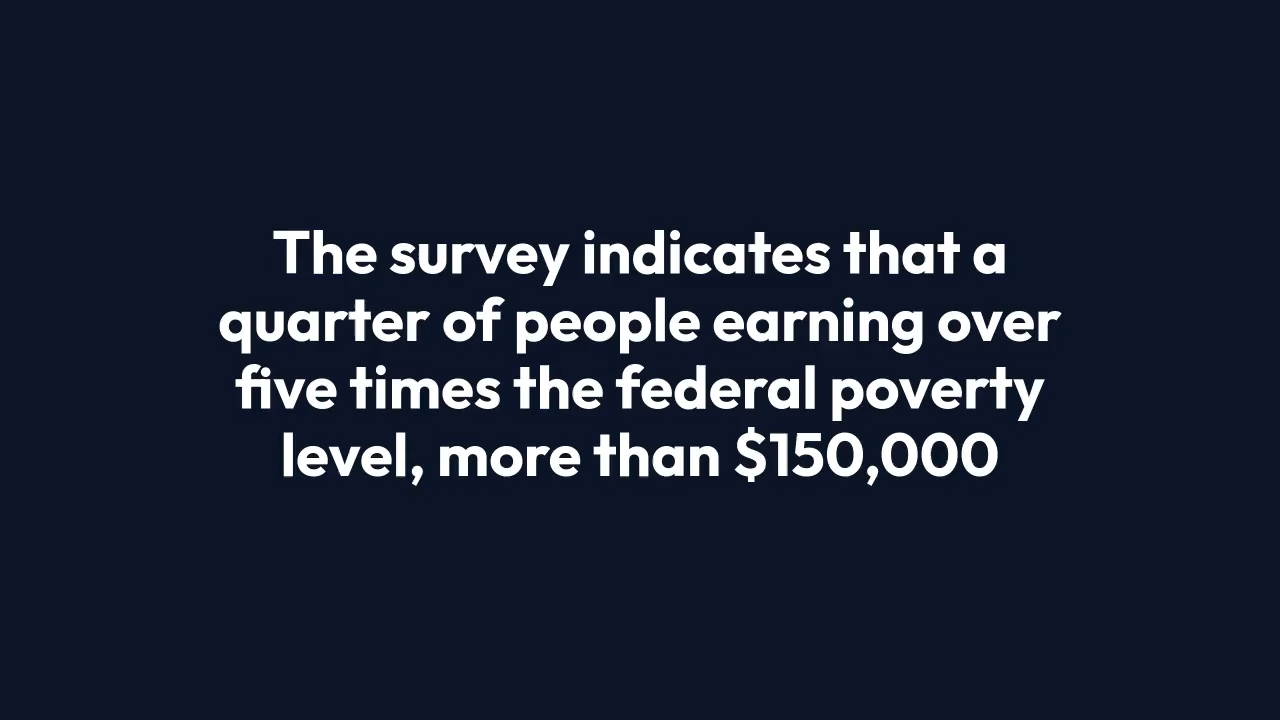 The survey indicates that a
quarter of people earning over
five times the federal poverty
level, more than $150,000